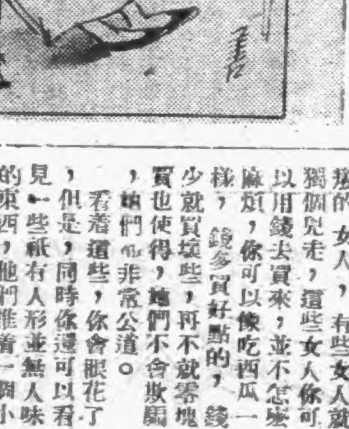 善
的女人，有些女人就
獨個兒走，這些女人你可
以用錢去買來，並不怎麽
麻煩，你可以像吃西瓜一
樣，錢多買好點的，錢
少就買壞些，再不就零塊
買也使得，她們不會欺騙
，她們非常公道。
看着這些，你會眼花了
，但是，同時你還可以看
見一些祇有人形並無人味
的東西，他們推着一個小